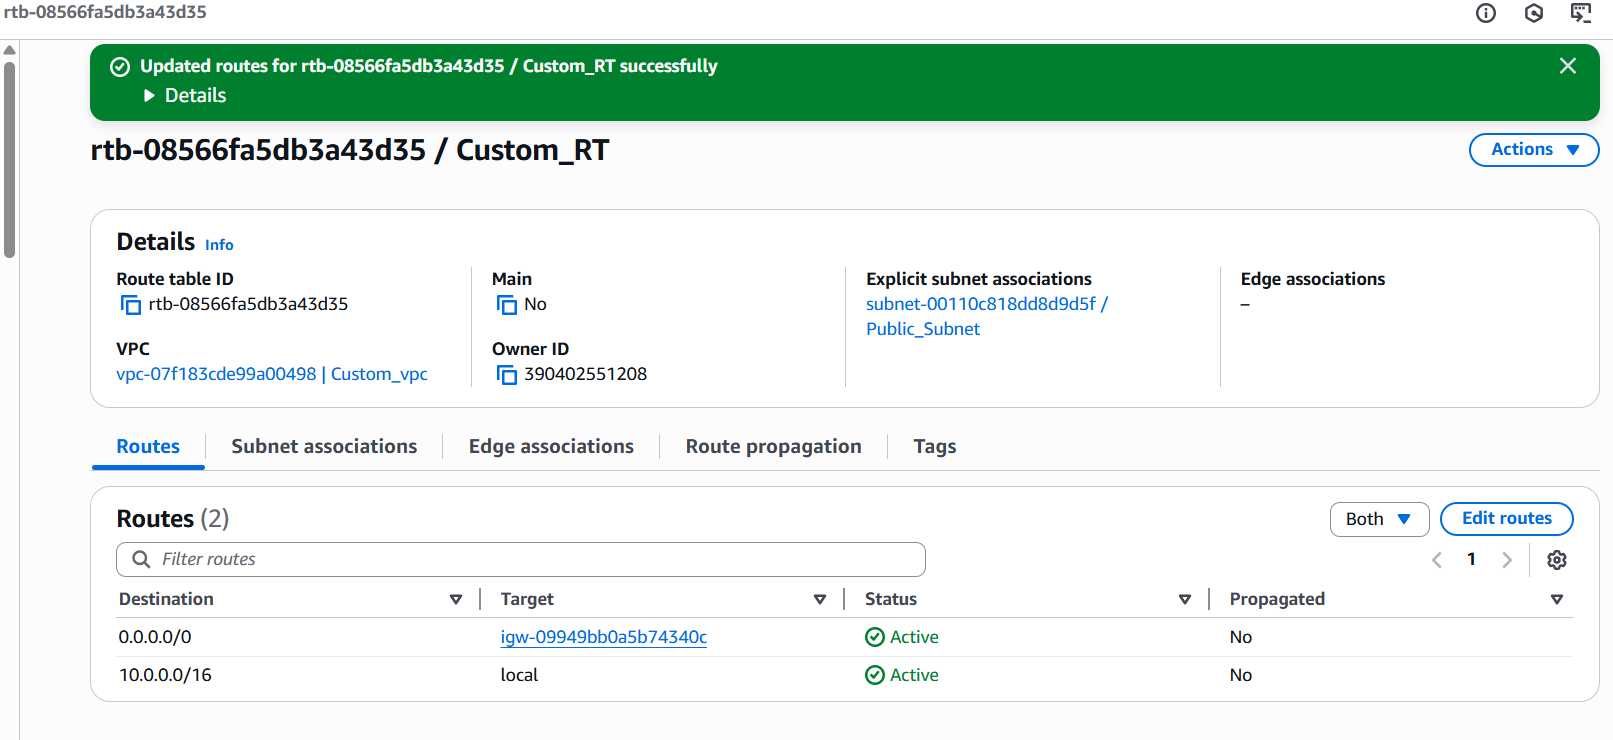 rtb-08566fa5db3a43d35
Updated routes for rtb-08566fa5db3a43d35 / Custom_RT successfully
Details
rtb-08566fa5db3a43d35 / Custom_RT
Actions
Details Info
Route table ID
rtb-08566fa5db3a43d35
Main
No
Explicit subnet associations
subnet-00110c818dd8d9d5f /
Public_Subnet
Edge associations
–
VPC
vpc-07f183cde99a00498 | Custom_vpc
Owner ID
390402551208
Routes
Subnet associations
Edge associations
Route propagation
Tags
Routes (2)
Both
Edit routes
Filter routes
1
Destination Target Status Propagated
0.0.0.0/0 igw-09949bb0a5b74340c Active No
10.0.0.0/16 local Active No